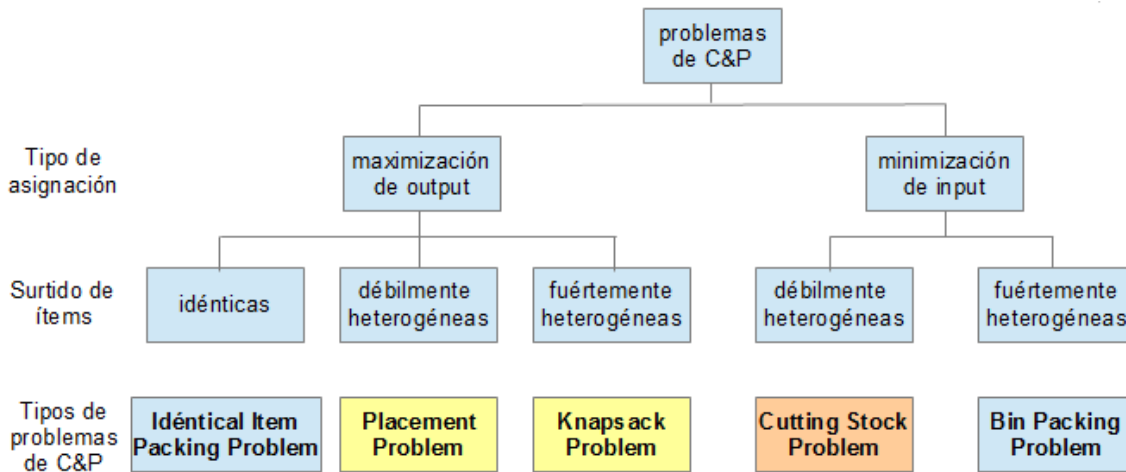 problemas
de C&P
Tipo de
asignación
maximización
de output
minimización
de input
Surtido de
ítems
idénticas
débilmente
heterogéneas
fuértemente
heterogéneas
débilmente
heterogéneas
fuértemente
heterogéneas
Tipos de
problemas
de C&P
Idéntical Item
Packing Problem
Placement
Problem
Knapsack
Problem
Cutting Stock
Problem
Bin Packing
Problem